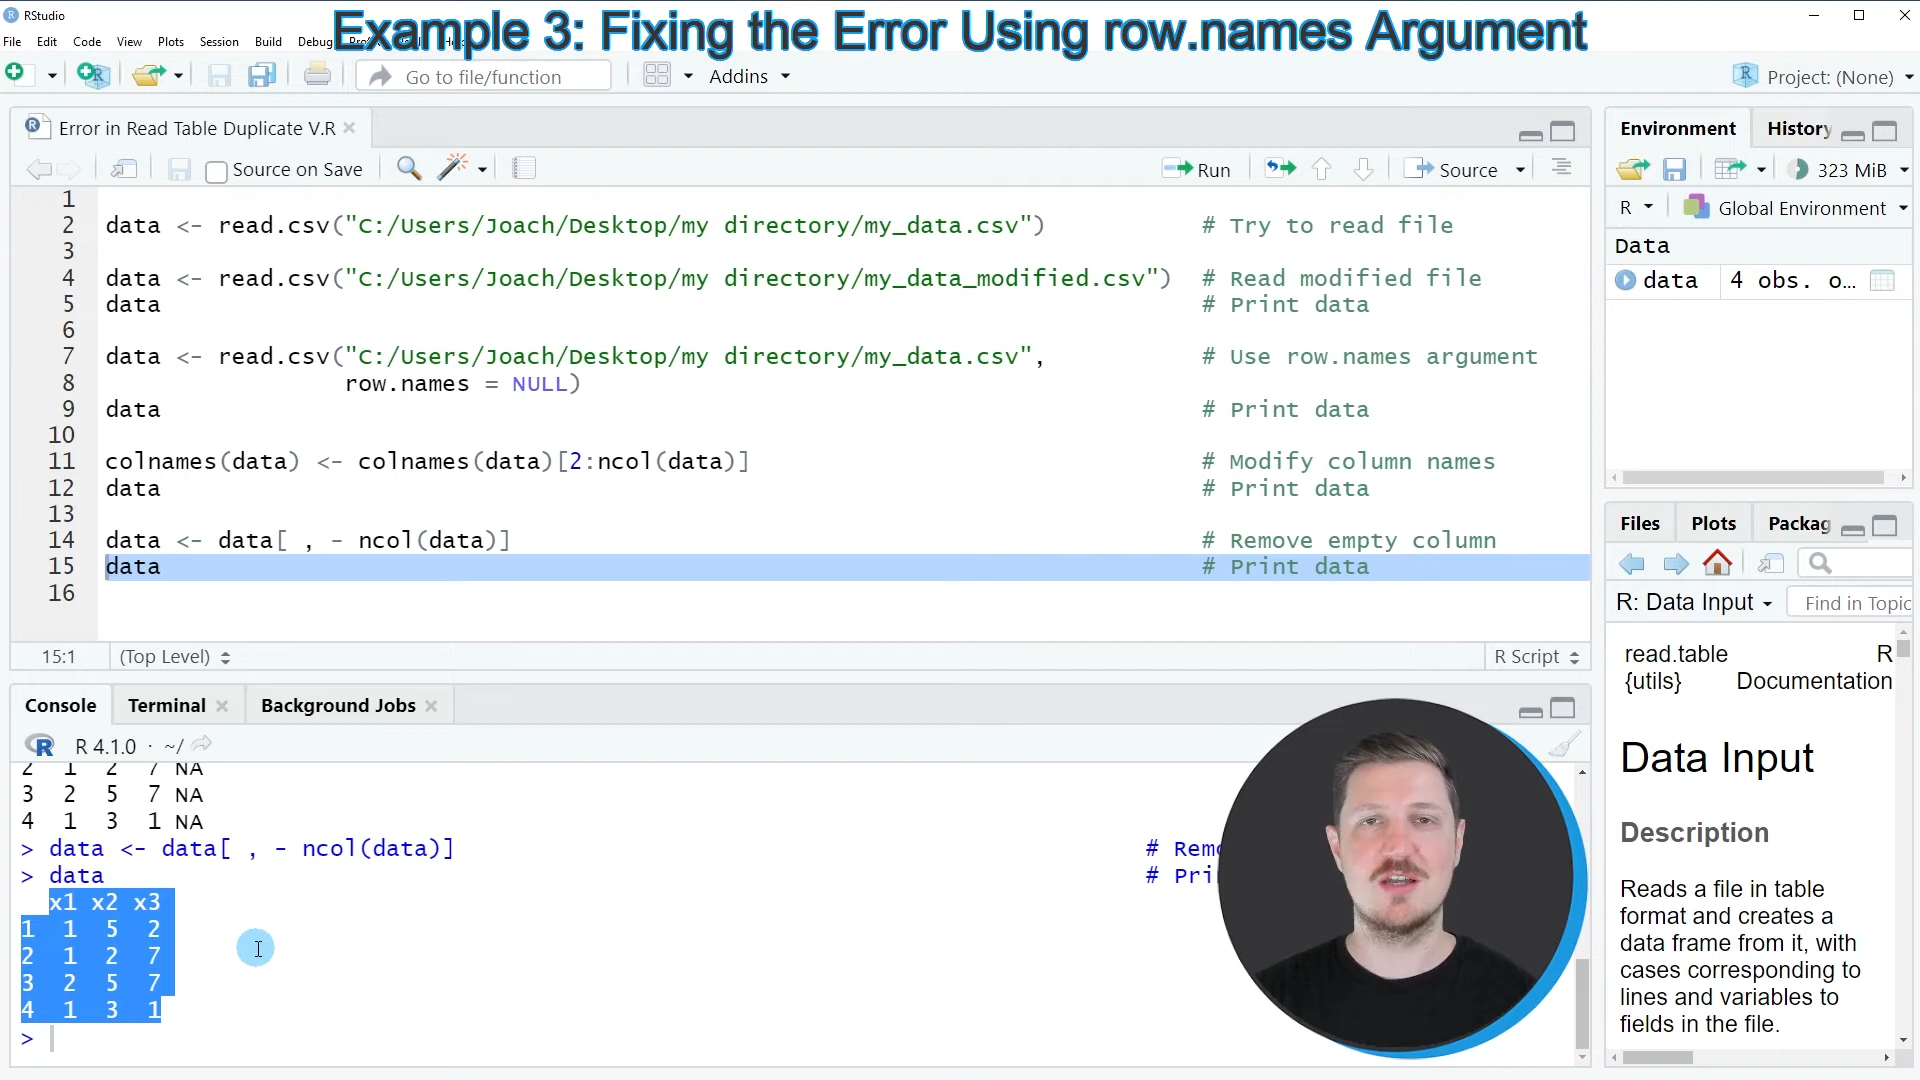 RStudio
Example 3: Fixing the Error Using row.names Argument
File Edit Code View Plots Session Build Debug
Go to file/function
Addins
Project: (None)
Error in Read Table Duplicate V.R
Source on Save
Run
Source
1
2 data <- read.csv("C:/Users/Joach/Desktop/my directory/my_data.csv") # Try to read file
3
4 data <- read.csv("C:/Users/Joach/Desktop/my directory/my_data_modified.csv") # Read modified file
5 data # Print data
6
7 data <- read.csv("C:/Users/Joach/Desktop/my directory/my_data.csv", # Use row.names argument
8 row.names = NULL)
9 data # Print data
10
11 colnames(data) <- colnames(data)[2:ncol(data)] # Modify column names
12 data # Print data
13
14 data <- data[ , - ncol(data)] # Remove empty column
15 data # Print data
16
15:1 (Top Level) R Script
Console Terminal Background Jobs
R 4.1.0 · ~/
2 1 2 7 NA
3 2 5 7 NA
4 1 3 1 NA
> data <- data[ , - ncol(data)] # Rem
> data # Pri
x1 x2 x3
1 1 5 2
2 1 2 7
3 2 5 7
4 1 3 1
>
Environment History
323 MiB
R Global Environment
Data
data 4 obs. o…
Files Plots Packag
R: Data Input Find in Topic
read.table {utils} R Documentation
Data Input
Description
Reads a file in table
format and creates a
data frame from it, with
cases corresponding to
lines and variables to
fields in the file.